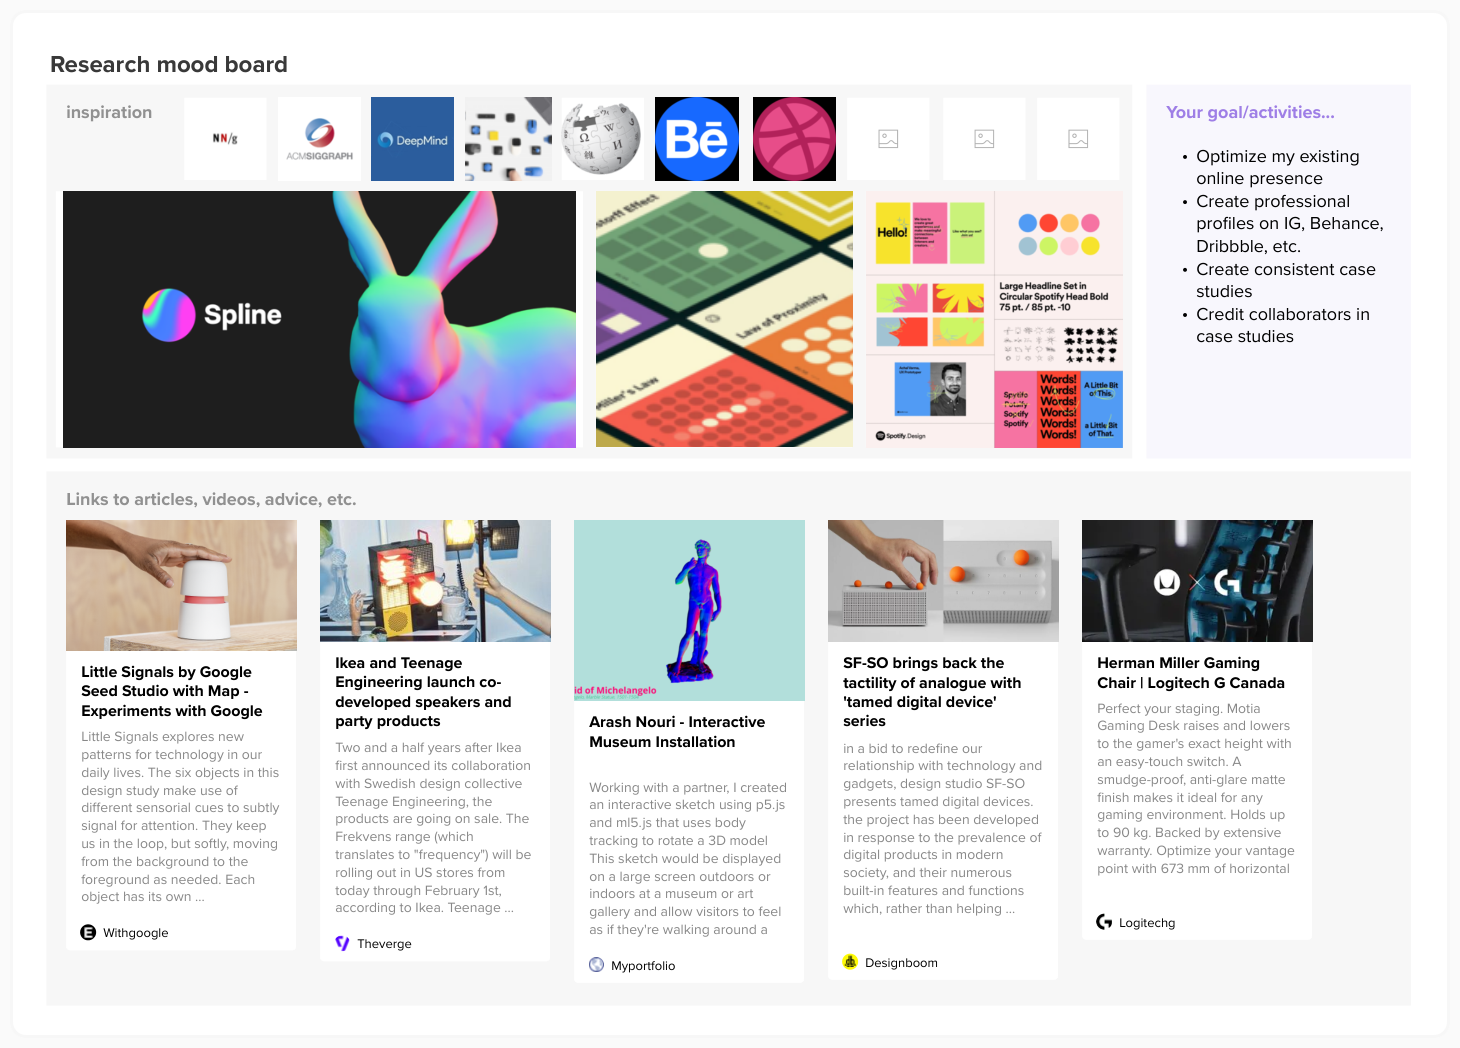 Research mood board
inspiration
NN/g
ACMSIGGRAPH
DeepMind
W
Ω
И
Bē
Spline
storff Effect
Law of Proximity
Miller's Law
Hello!
Large Headline Set in
Circular Spotify Head Bold
75 pt. / 85 pt. -10
Spotify Design
Spotify
Spotify
Spotify
Spotify
Words!
Words!
Words!
Words!
Words!
A Little Bit
of This,
a Little Bit
of That.
Your goal/activities...
• Optimize my existing
online presence
• Create professional
profiles on IG, Behance,
Dribbble, etc.
• Create consistent case
studies
• Credit collaborators in
case studies
Links to articles, videos, advice, etc.
Little Signals by Google
Seed Studio with Map -
Experiments with Google
Little Signals explores new
patterns for technology in our
daily lives. The six objects in this
design study make use of
different sensorial cues to subtly
signal for attention. They keep
us in the loop, but softly, moving
from the background to the
foreground as needed. Each
object has its own ...
Withgoogle
Ikea and Teenage
Engineering launch co-
developed speakers and
party products
Two and a half years after Ikea
first announced its collaboration
with Swedish design collective
Teenage Engineering, the
products are going on sale. The
Frekvens range (which
translates to "frequency") will be
rolling out in US stores from
today through February 1st,
according to Ikea. Teenage ...
Theverge
id of Michelangelo
Arash Nouri - Interactive
Museum Installation
Working with a partner, I created
an interactive sketch using p5.js
and ml5.js that uses body
tracking to rotate a 3D model
This sketch would be displayed
on a large screen outdoors or
indoors at a museum or art
gallery and allow visitors to feel
as if they're walking around a
Myportfolio
SF-SO brings back the
tactility of analogue with
'tamed digital device'
series
in a bid to redefine our
relationship with technology and
gadgets, design studio SF-SO
presents tamed digital devices.
the project has been developed
in response to the prevalence of
digital products in modern
society, and their numerous
built-in features and functions
which, rather than helping ...
Designboom
Herman Miller Gaming
Chair | Logitech G Canada
Perfect your staging. Motia
Gaming Desk raises and lowers
to the gamer's exact height with
an easy-touch switch. A
smudge-proof, anti-glare matte
finish makes it ideal for any
gaming environment. Holds up
to 90 kg. Backed by extensive
warranty. Optimize your vantage
point with 673 mm of horizontal
Logitechg